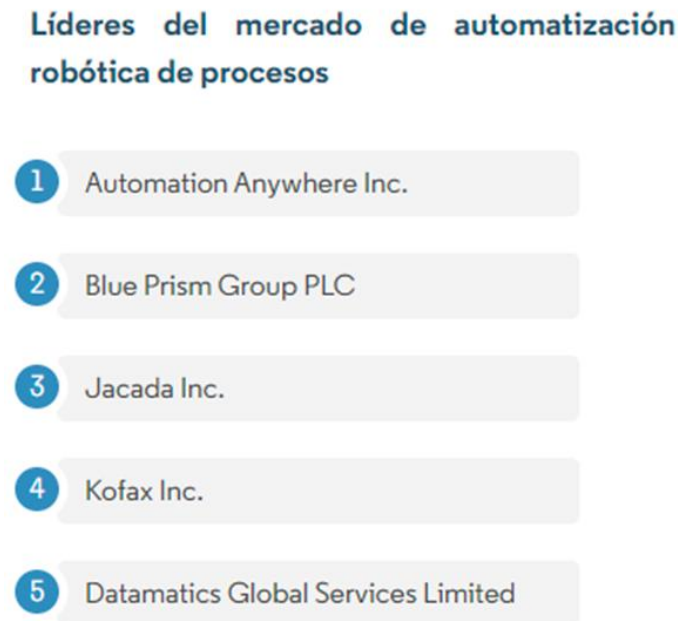 Líderes del mercado de automatización
robótica de procesos
1 Automation Anywhere Inc.
2 Blue Prism Group PLC
3 Jacada Inc.
4 Kofax Inc.
5 Datamatics Global Services Limited